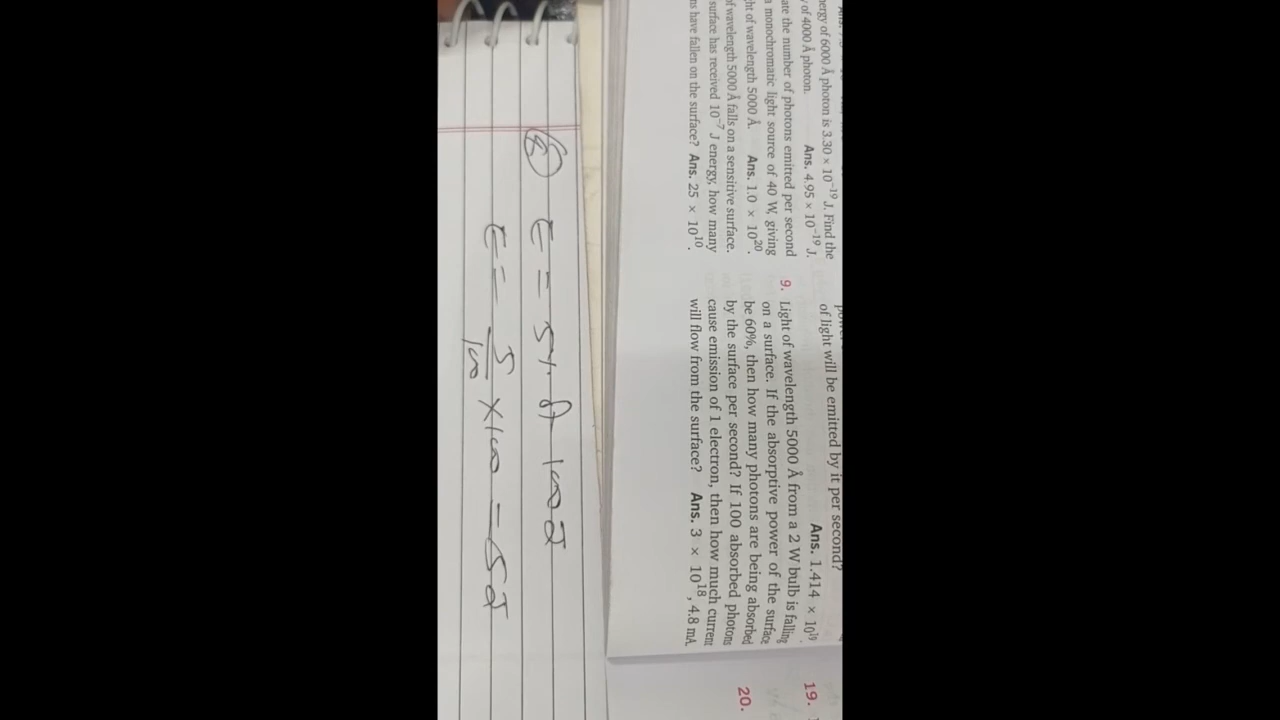 nergy of 6000 Å photon is 3.30 × 10⁻¹⁹ J. Find the
of 4000 Å photon. Ans. 4.95 × 10⁻¹⁹ J.
ate the number of photons emitted per second
monochromatic light source of 40 W, giving
ht of wavelength 5000 Å. Ans. 1.0 × 10²⁰.
of wavelength 5000 Å falls on a sensitive surface.
surface has received 10⁻⁷ J energy, how many
ns have fallen on the surface? Ans. 25 × 10¹⁰.
of light will be emitted by it per second?
Ans. 1.414 × 10¹⁹
9. Light of wavelength 5000 Å from a 2 W bulb is falling
on a surface. If the absorptive power of the surface
be 60%, then how many photons are being absorbed
by the surface per second? If 100 absorbed photons
cause emission of 1 electron, then how much current
will flow from the surface? Ans. 3 × 10¹⁸, 4.8 mA.
19.
20.
8 E = 5% of 100J
E = 5/100 × 100 = 5J